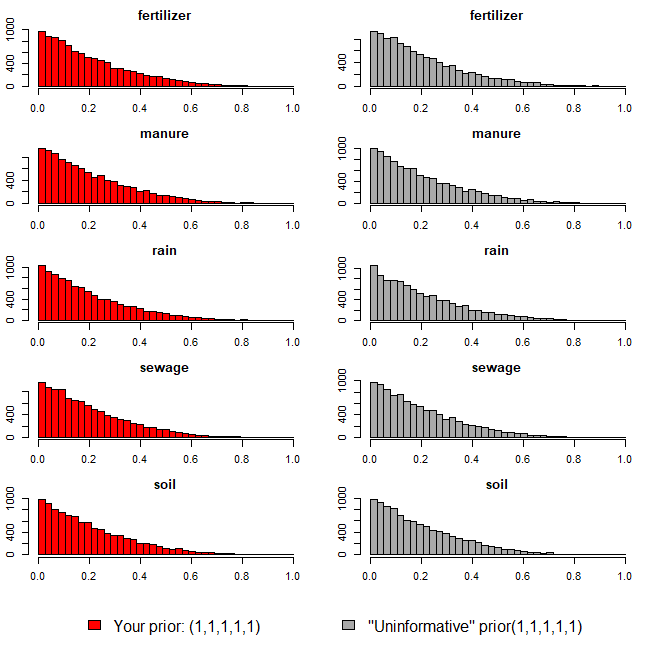 fertilizer fertilizer
400 1000 400
0.0 0.2 0.4 0.6 0.8 1.0 0.0 0.2 0.4 0.6 0.8 1.0
manure manure
0 400 0 400 1000
0.0 0.2 0.4 0.6 0.8 1.0 0.0 0.2 0.4 0.6 0.8 1.0
rain rain
0 400 1000 0 400 1000
0.0 0.2 0.4 0.6 0.8 1.0 0.0 0.2 0.4 0.6 0.8 1.0
sewage sewage
0 400 0 400 1000
0.0 0.2 0.4 0.6 0.8 1.0 0.0 0.2 0.4 0.6 0.8 1.0
soil soil
0 400 1000 0 400 1000
0.0 0.2 0.4 0.6 0.8 1.0 0.0 0.2 0.4 0.6 0.8 1.0
Your prior: (1,1,1,1,1) "Uninformative" prior(1,1,1,1,1)